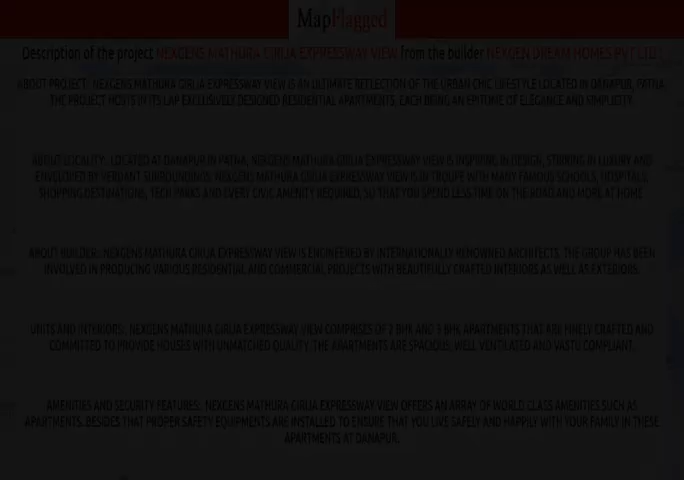 MapFlagged
Description of the project NEXGENS MATHURA GIRIJA EXPRESSWAY VIEW from the builder NEXGEN DREAM HOMES PVT LTD :
ABOUT PROJECT: NEXGENS MATHURA GIRIJA EXPRESSWAY VIEW IS AN ULTIMATE REFLECTION OF THE URBAN CHIC LIFESTYLE LOCATED IN DANAPUR, PATNA.
THE PROJECT HOSTS IN ITS LAP EXCLUSIVELY DESIGNED RESIDENTIAL APARTMENTS, EACH BEING AN EPITOME OF ELEGANCE AND SIMPLICITY.
ABOUT LOCALITY: LOCATED AT DANAPUR IN PATNA, NEXGENS MATHURA GIRIJA EXPRESSWAY VIEW IS INSPIRING IN DESIGN, STIRRING IN LUXURY AND
ENVELOPED BY VERDANT SURROUNDINGS. NEXGENS MATHURA GIRIJA EXPRESSWAY VIEW IS IN TROUPE WITH MANY FAMOUS SCHOOLS, HOSPITALS,
SHOPPING DESTINATIONS, TECH PARKS AND EVERY CIVIC AMENITY REQUIRED, SO THAT YOU SPEND LESS TIME ON THE ROAD AND MORE AT HOME.
ABOUT BUILDER: NEXGENS MATHURA GIRIJA EXPRESSWAY VIEW IS ENGINEERED BY INTERNATIONALLY RENOWNED ARCHITECTS. THE GROUP HAS BEEN
INVOLVED IN PRODUCING VARIOUS RESIDENTIAL AND COMMERCIAL PROJECTS WITH BEAUTIFULLY CRAFTED INTERIORS AS WELL AS EXTERIORS.
UNITS AND INTERIORS: NEXGENS MATHURA GIRIJA EXPRESSWAY VIEW COMPRISES OF 2 BHK AND 3 BHK APARTMENTS THAT ARE FINELY CRAFTED AND
COMMITTED TO PROVIDE HOUSES WITH UNMATCHED QUALITY. THE APARTMENTS ARE SPACIOUS, WELL VENTILATED AND VASTU COMPLIANT.
AMENITIES AND SECURITY FEATURES: NEXGENS MATHURA GIRIJA EXPRESSWAY VIEW OFFERS AN ARRAY OF WORLD CLASS AMENITIES SUCH AS
APARTMENTS. BESIDES THAT PROPER SAFETY EQUIPMENTS ARE INSTALLED TO ENSURE THAT YOU LIVE SAFELY AND HAPPILY WITH YOUR FAMILY IN THESE
APARTMENTS AT DANAPUR.